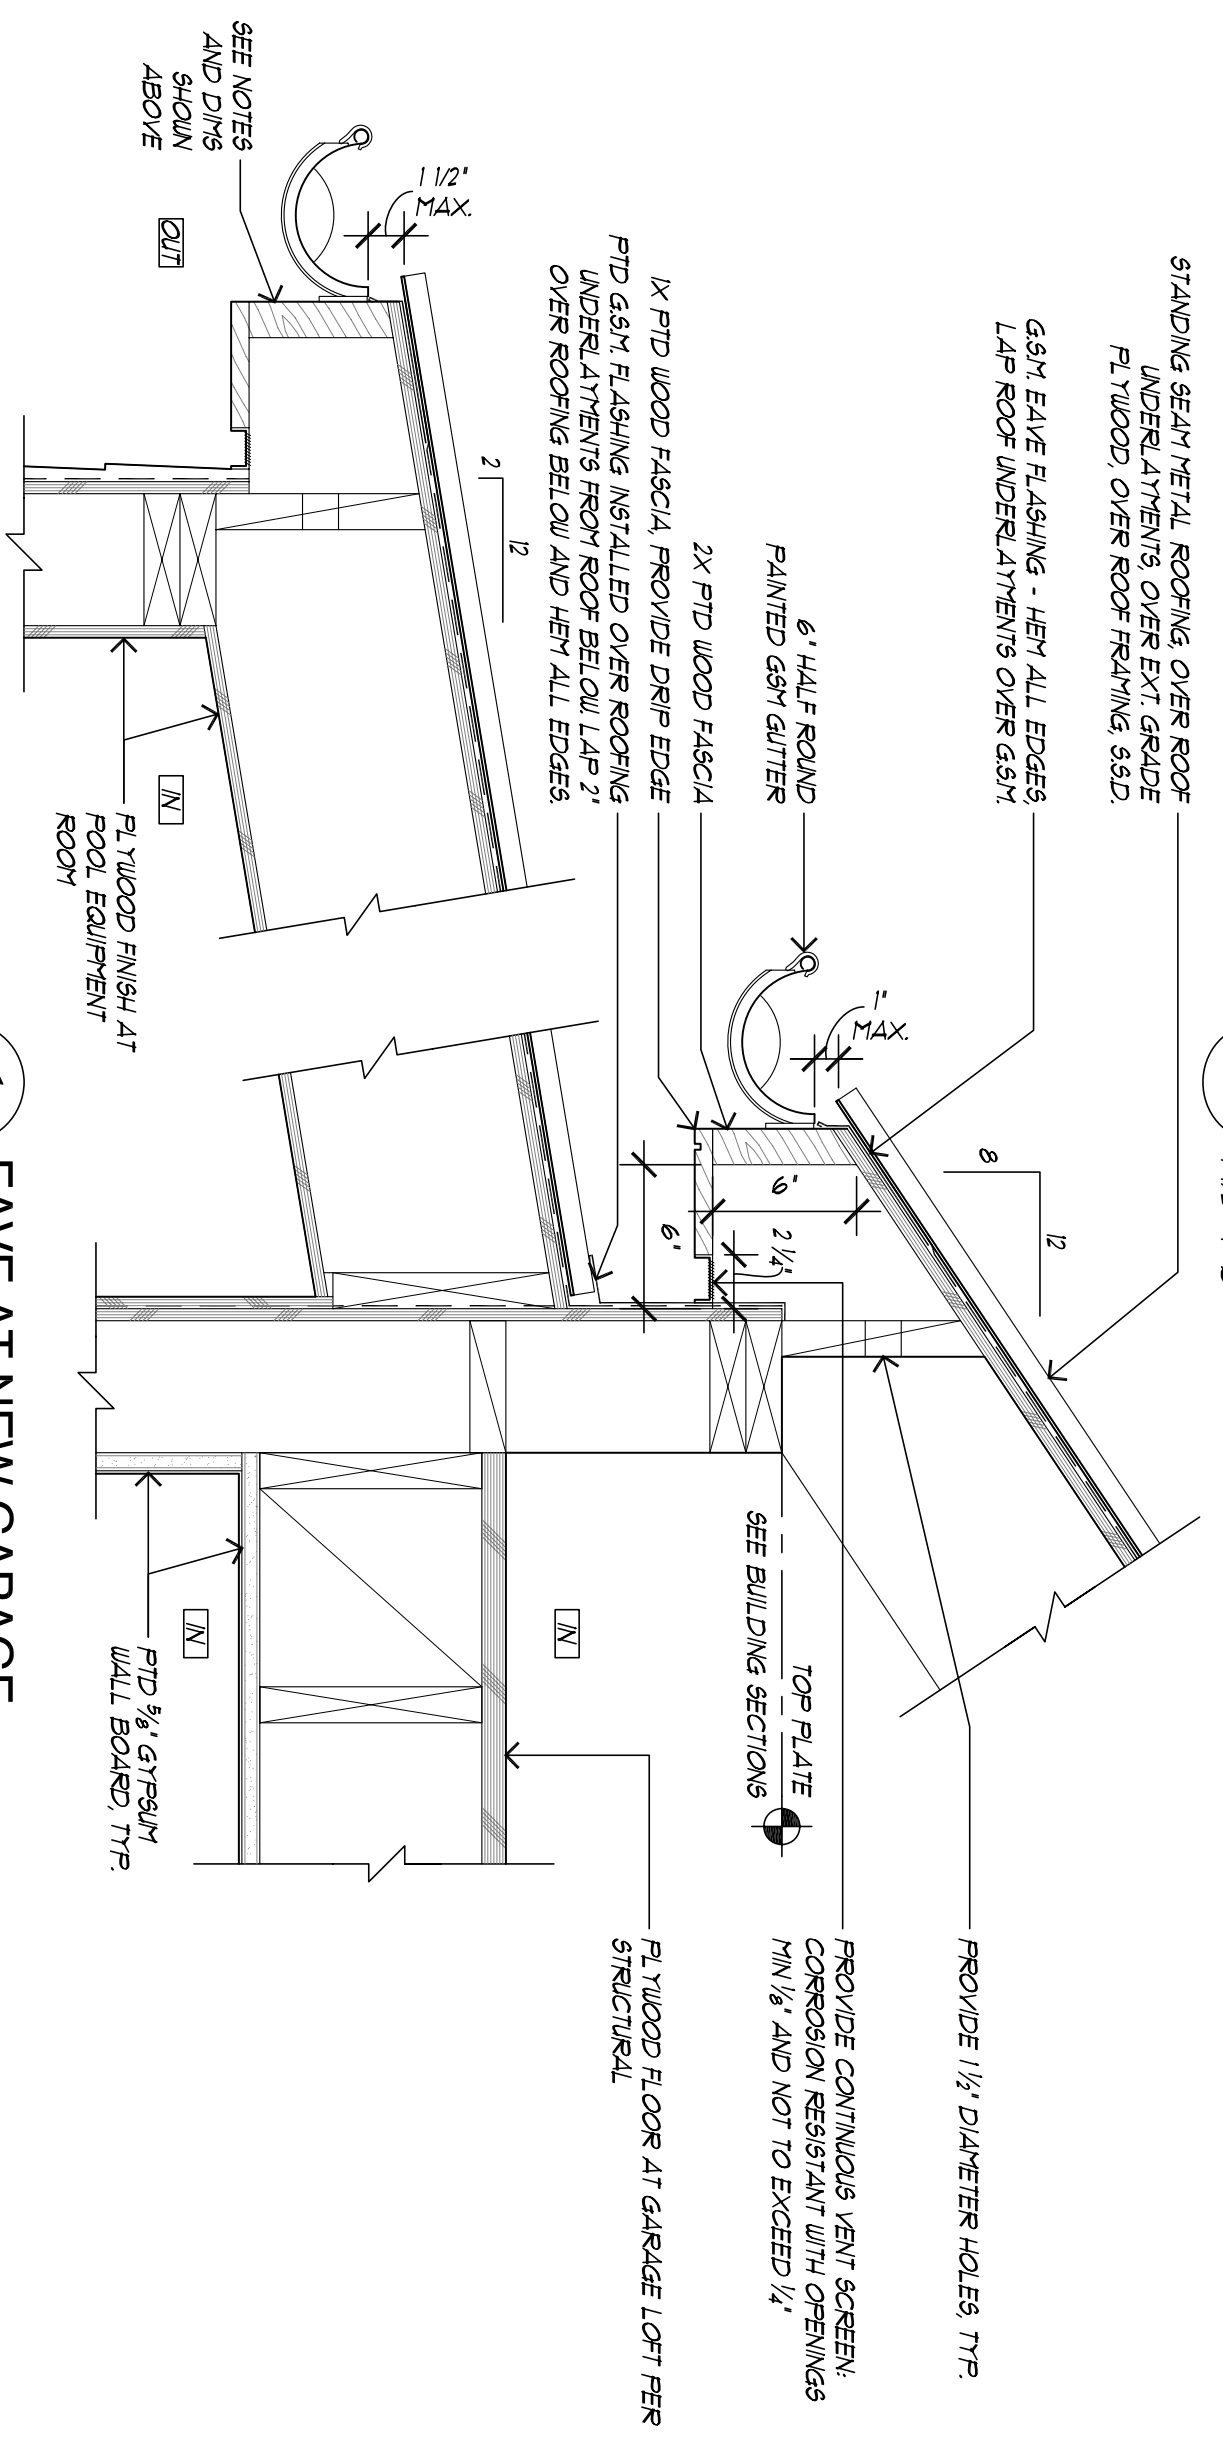 STANDING SEAM METAL ROOFING, OVER ROOF
UNDERLAYMENTS, OVER EXT. GRADE
PLYWOOD, OVER ROOF FRAMING, S.S.D.
G.S.M. EAVE FLASHING - HEM ALL EDGES,
LAP ROOF UNDERLAYMENTS OVER G.S.M.
6" HALF ROUND
PAINTED GSM GUTTER
2X PTD WOOD FASCIA
1X PTD WOOD FASCIA, PROVIDE DRIP EDGE
PTD G.S.M. FLASHING INSTALLED OVER ROOFING
UNDERLAYMENTS FROM ROOF BELOW. LAP 2"
OVER ROOFING BELOW AND HEM ALL EDGES.
1 1/2"
MAX.
SEE NOTES
AND DIMS
SHOWN
ABOVE
OUT
2
12
1"
MAX.
8
12
6"
2 1/4"
6"
PROVIDE 1 1/2" DIAMETER HOLES, TYP.
PROVIDE CONTINUOUS VENT SCREEN:
CORROSION RESISTANT WITH OPENINGS
MIN 1/8" AND NOT TO EXCEED 1/4"
TOP PLATE
SEE BUILDING SECTIONS
PLYWOOD FLOOR AT GARAGE LOFT PER
STRUCTURAL
IN
IN
IN
PLYWOOD FINISH AT
POOL EQUIPMENT
ROOM
PTD 5/8" GYPSUM
WALL BOARD, TYP.
EAVE AT NEW GARAGE